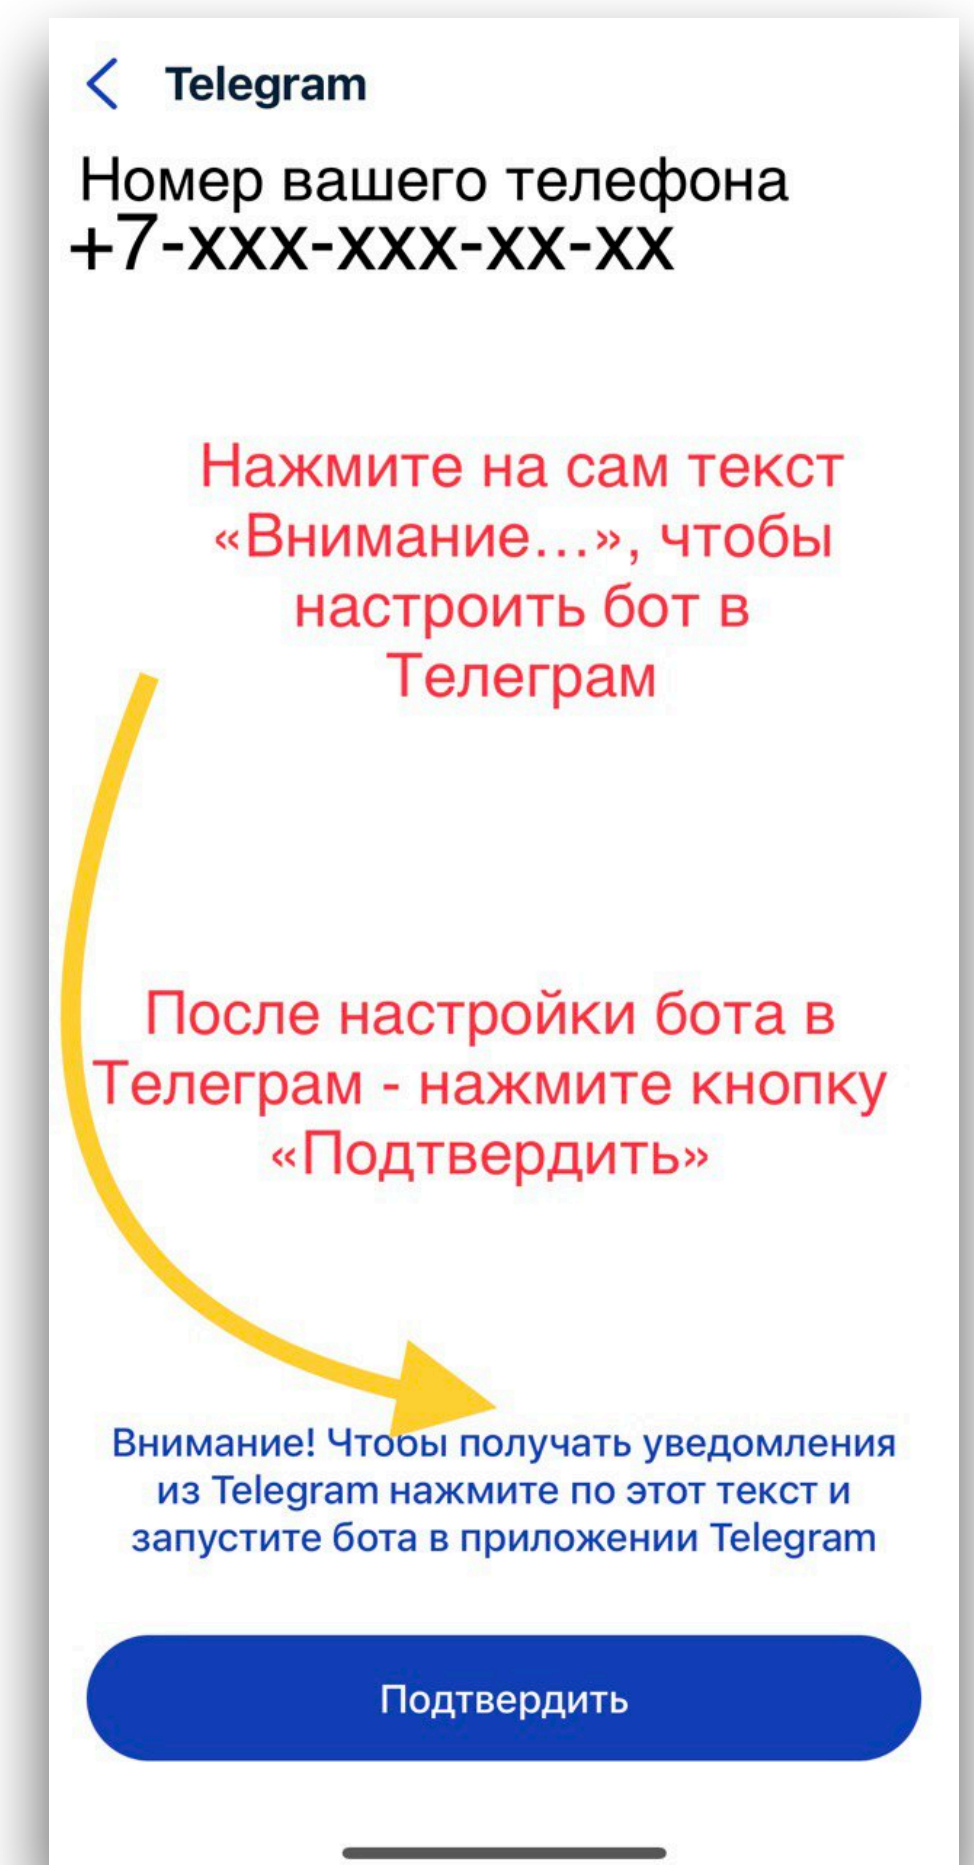 Telegram
Номер вашего телефона
+7-xxx-xxx-xx-xx
Нажмите на сам текст
«Внимание...», чтобы
настроить бот в
Телеграм
После настройки бота в
Телеграм - нажмите кнопку
«Подтвердить»
Внимание! Чтобы получать уведомления
из Telegram нажмите по этот текст и
запустите бота в приложении Telegram
Подтвердить